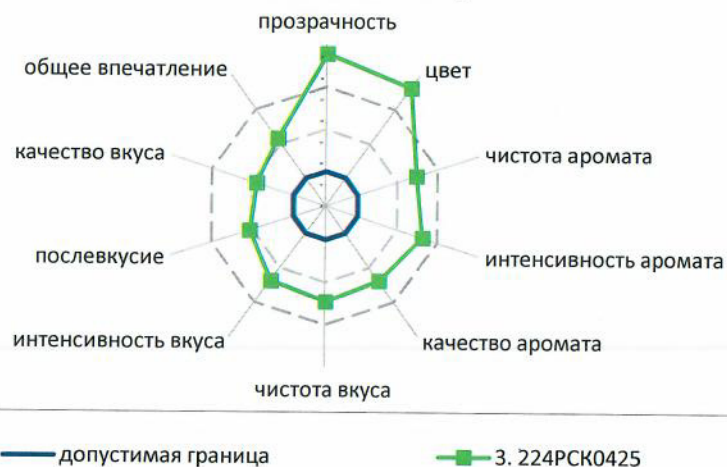 прозрачность
общее впечатление
цвет
качество вкуса
чистота аромата
послевкусие
интенсивность аромата
интенсивность вкуса
качество аромата
чистота вкуса
допустимая граница
3. 224РСК0425